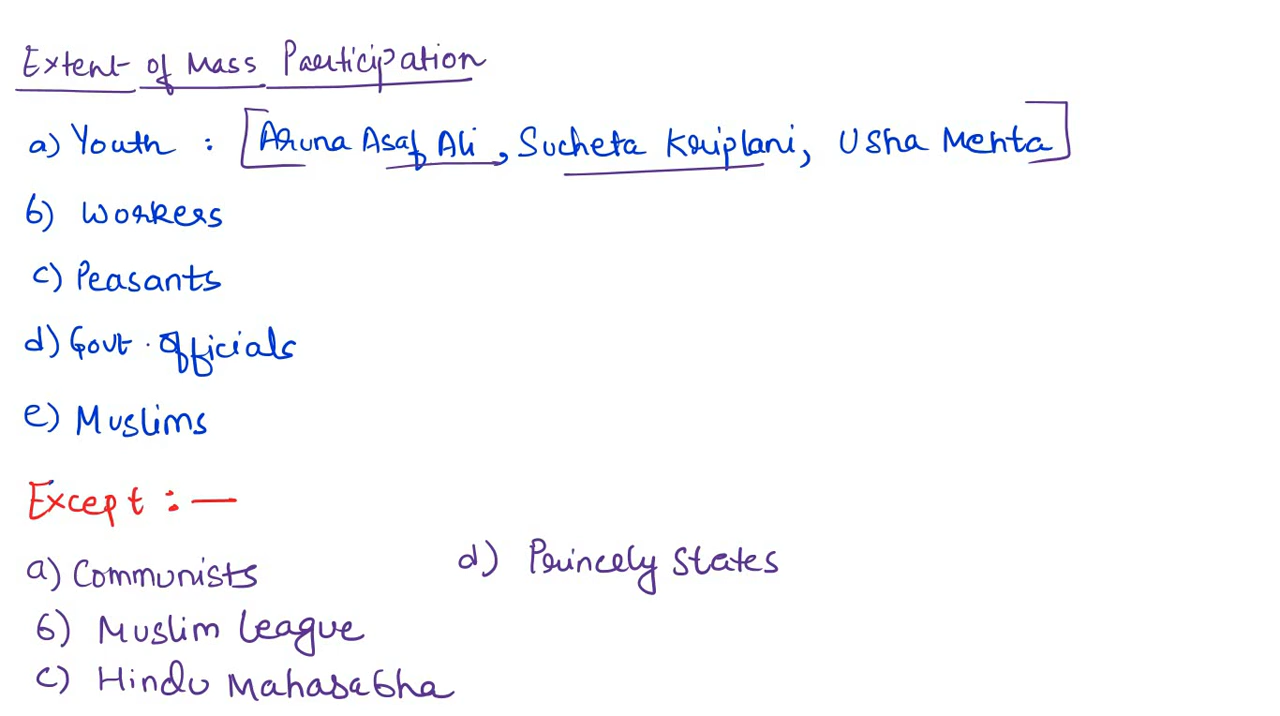 Extent of Mass Participation
a) Youth : [Aruna Asaf Ali, Sucheta Kriplani, Usha Mehta]
b) Workers
c) Peasants
d) Govt. Officials
e) Muslims
Except :—
a) Communists
b) Muslim League
c) Hindu Mahasabha
d) Princely States